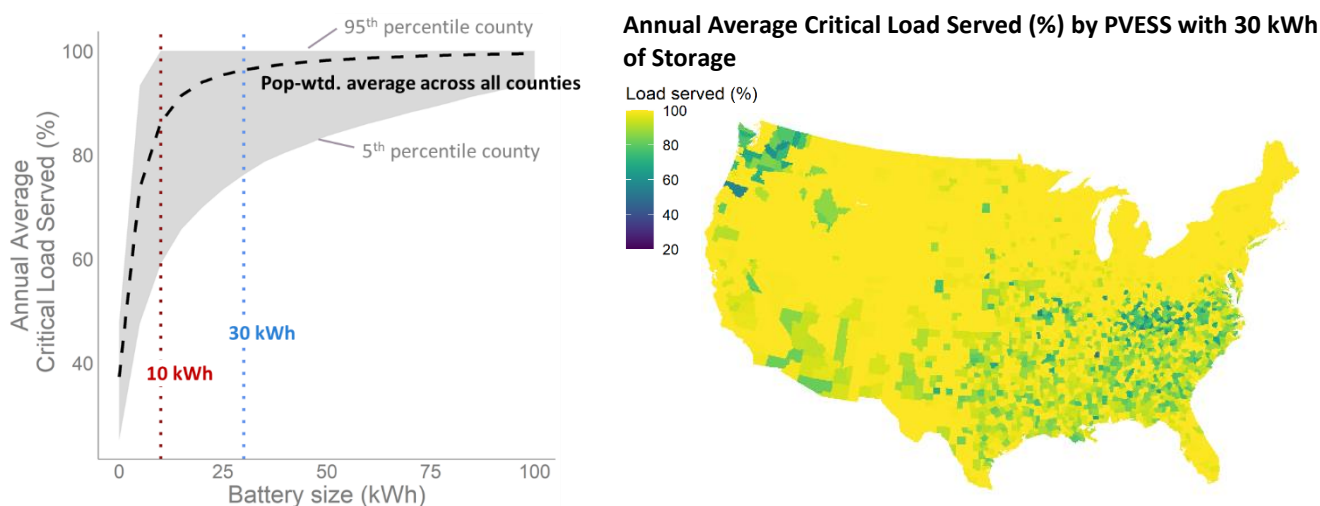 95th percentile county
100
80
60
40
Annual Average
Critical Load Served (%)
Pop-wtd. average across all counties
5th percentile county
30 kWh
10 kWh
0
25
50
75
100
Battery size (kWh)
Annual Average Critical Load Served (%) by PVESS with 30 kWh
of Storage
Load served (%)
100
80
60
40
20